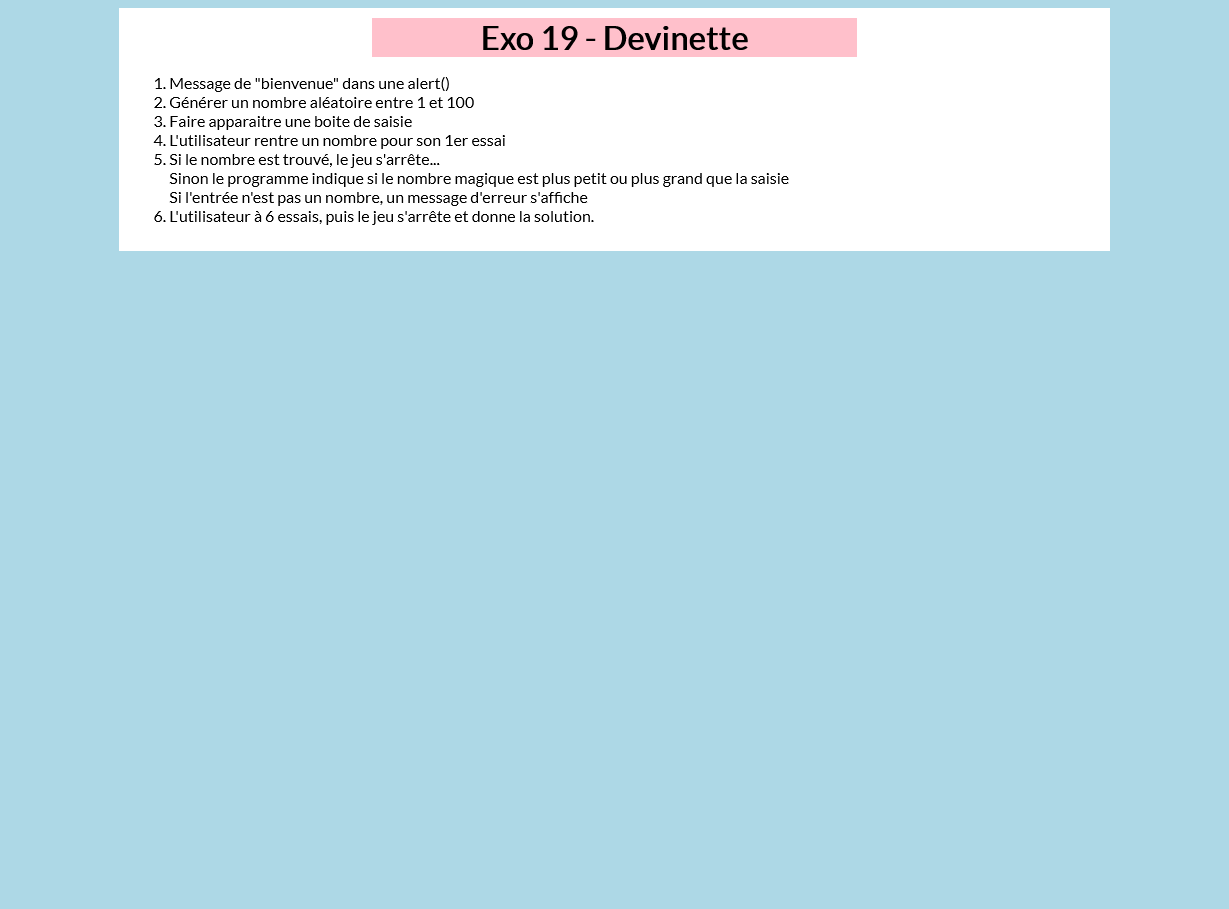 Exo 19 - Devinette
1. Message de "bienvenue" dans une alert()
2. Générer un nombre aléatoire entre 1 et 100
3. Faire apparaitre une boite de saisie
4. L'utilisateur rentre un nombre pour son 1er essai
5. Si le nombre est trouvé, le jeu s'arrête...
Sinon le programme indique si le nombre magique est plus petit ou plus grand que la saisie
Si l'entrée n'est pas un nombre, un message d'erreur s'affiche
6. L'utilisateur à 6 essais, puis le jeu s'arrête et donne la solution.